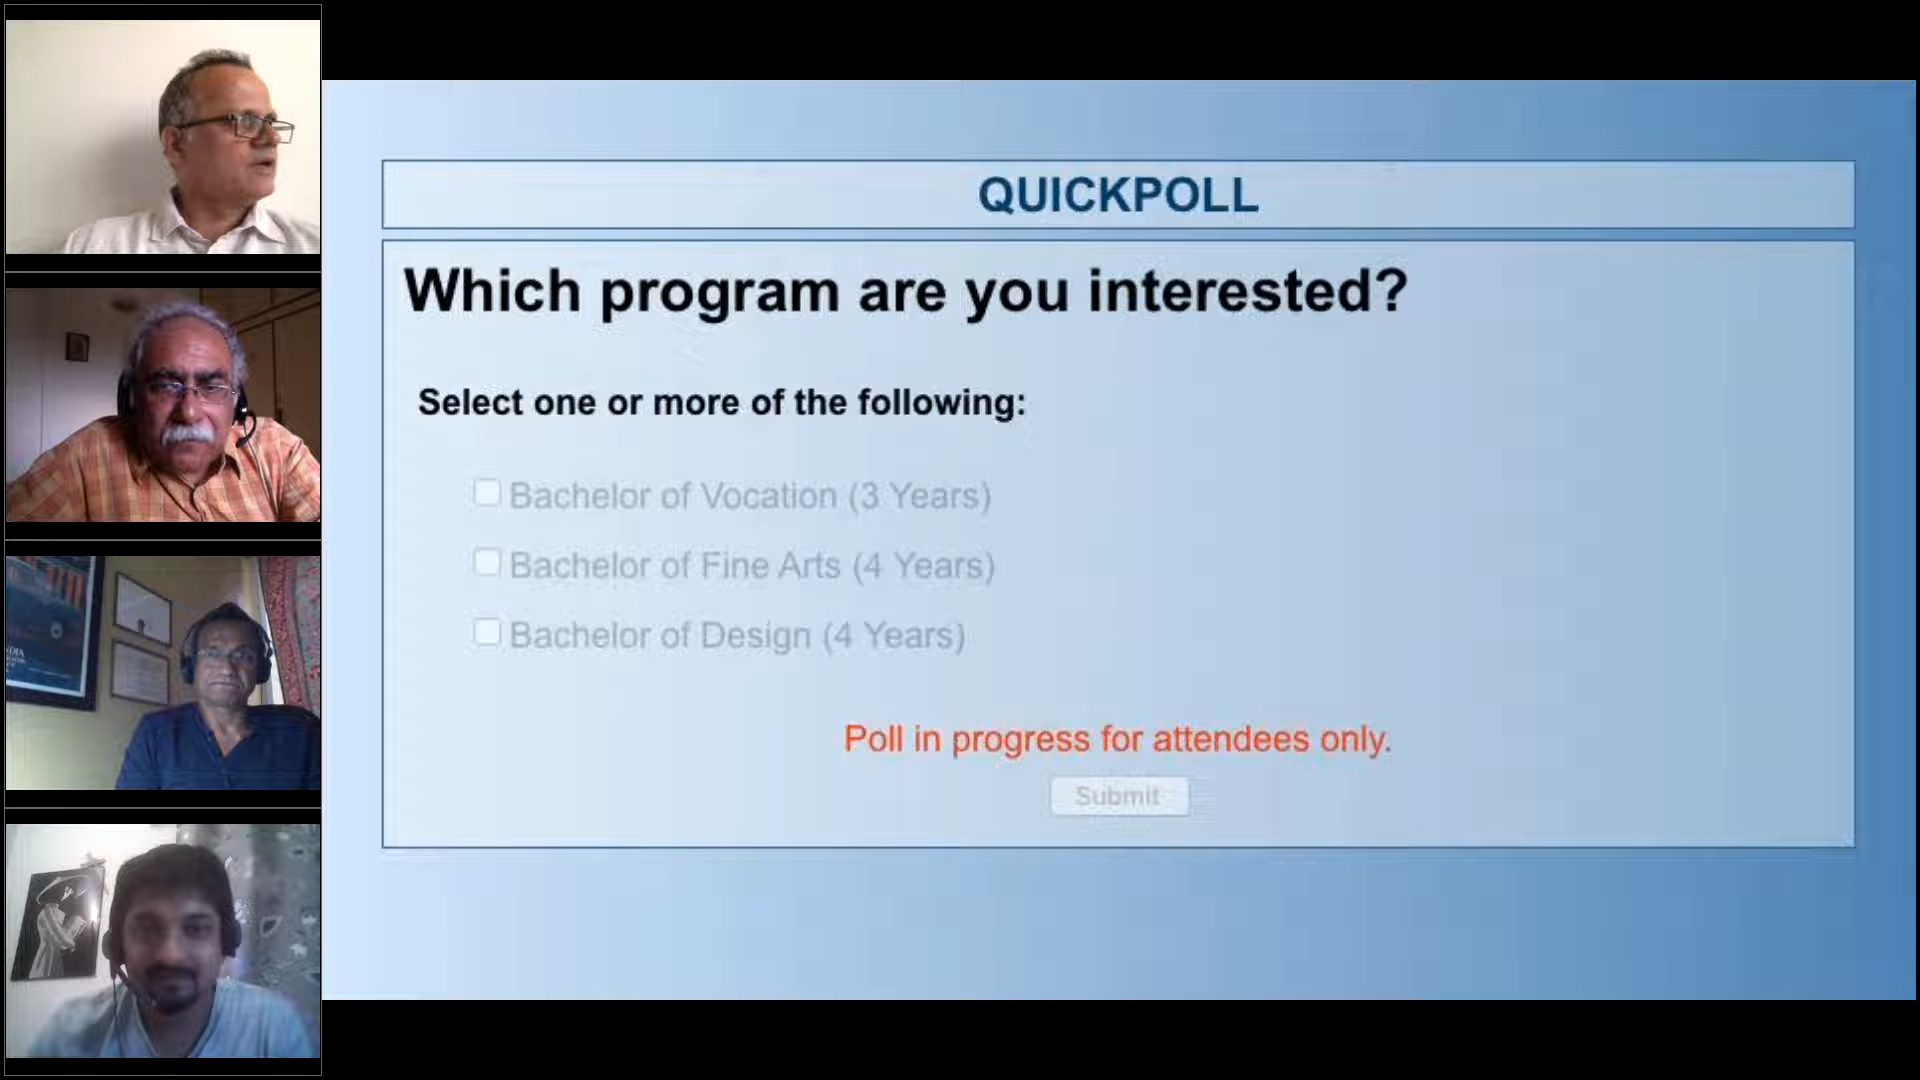 QUICKPOLL
Which program are you interested?
Select one or more of the following:
Bachelor of Vocation (3 Years)
Bachelor of Fine Arts (4 Years)
Bachelor of Design (4 Years)
Poll in progress for attendees only.
Submit